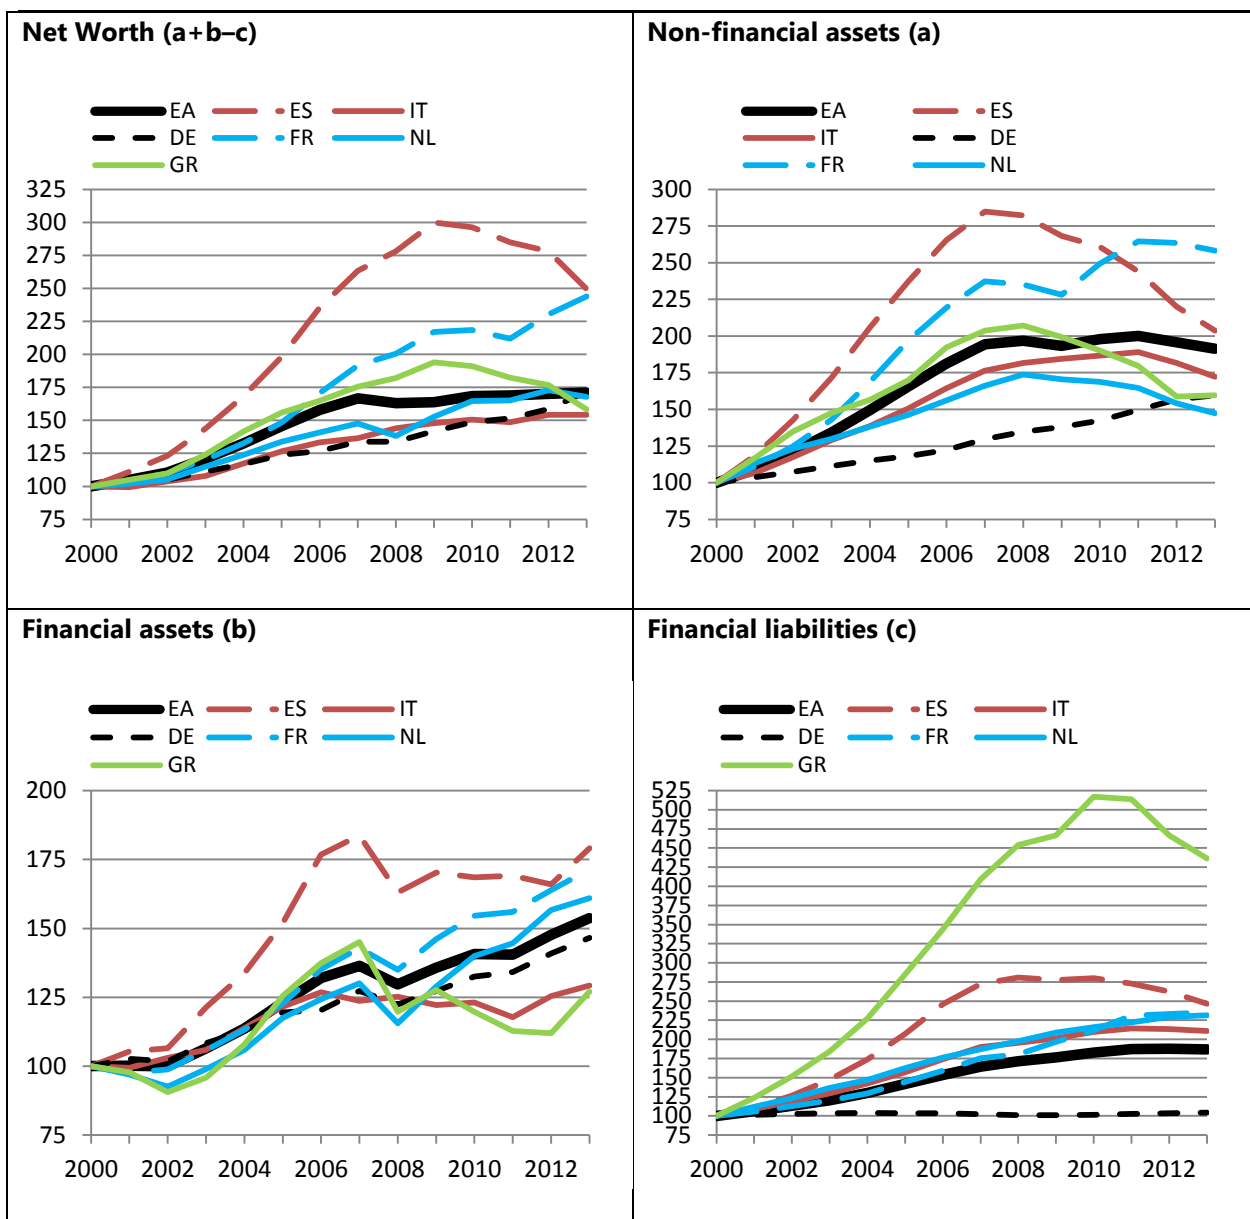 Net Worth (a+b–c)
EA ES IT
DE FR NL
GR
325
300
275
250
225
200
175
150
125
100
75
2000 2002 2004 2006 2008 2010 2012
Non-financial assets (a)
EA ES
IT DE
FR NL
300
250
200
175
150
125
100
75
2000 2002 2004 2006 2008 2010 2012
Financial assets (b)
EA ES IT
DE FR NL
GR
200
175
150
125
100
75
2000 2002 2004 2006 2008 2010 2012
Financial liabilities (c)
EA ES IT
DE FR NL
GR
525
505
475
450
425
400
375
350
325
300
275
250
225
200
175
150
125
100
75
2000 2002 2004 2006 2008 2010 2012